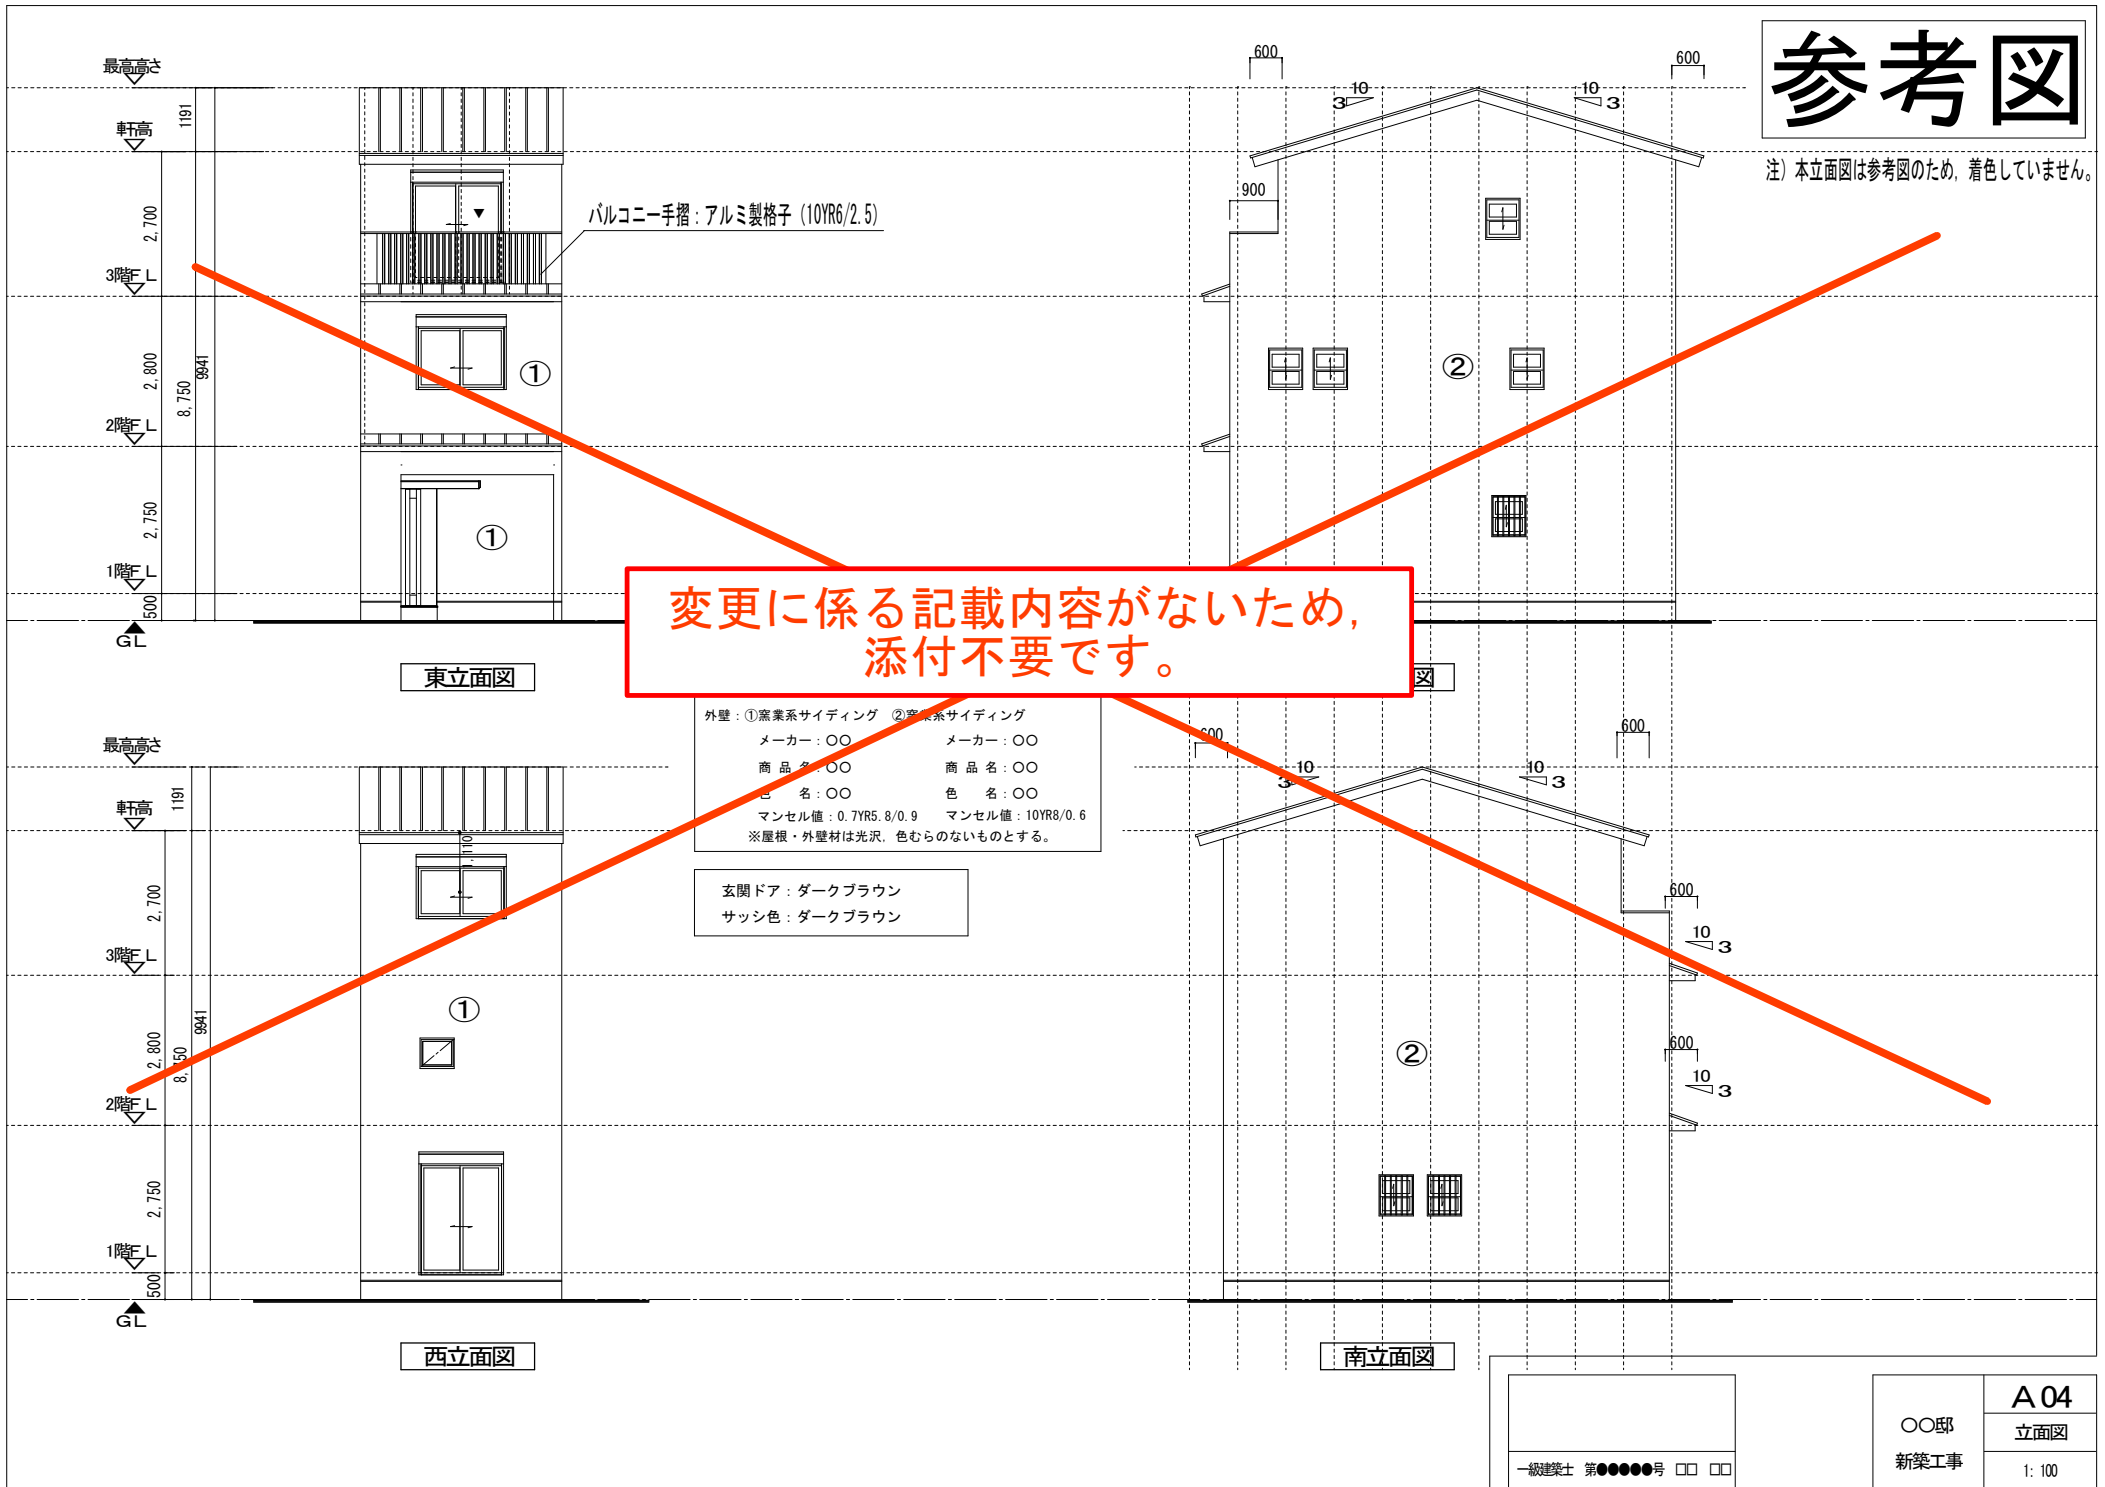 参考図
注）本立面図は参考図のため，着色していません。
最高高さ
軒高
3階ＦＬ
2階ＦＬ
1階ＦＬ
GL
1191
2,700
2,800
2,750
500
8,750
9941
バルコニー手摺：アルミ製格子（10YR6/2.5）
①
①
東立面図
600
600
10
3
10
3
900
②
図
変更に係る記載内容がないため，
添付不要です。
外壁：①窯業系サイディング　②窯業系サイディング
メーカー：○○　メーカー：○○
商品名：○○　商品名：○○
色　名：○○　色　名：○○
マンセル値：0.7YR5.8/0.9　マンセル値：10YR8/0.6
※屋根・外壁材は光沢，色むらのないものとする。
玄関ドア：ダークブラウン
サッシ色：ダークブラウン
最高高さ
軒高
3階ＦＬ
2階ＦＬ
1階ＦＬ
GL
1191
2,700
2,800
2,750
500
8,750
9941
①
西立面図
600
600
10
3
10
3
600
10
3
600
10
3
②
南立面図
一級建築士　第●●●●●号　□□　□□
○○邸
新築工事
A 04
立面図
1: 100